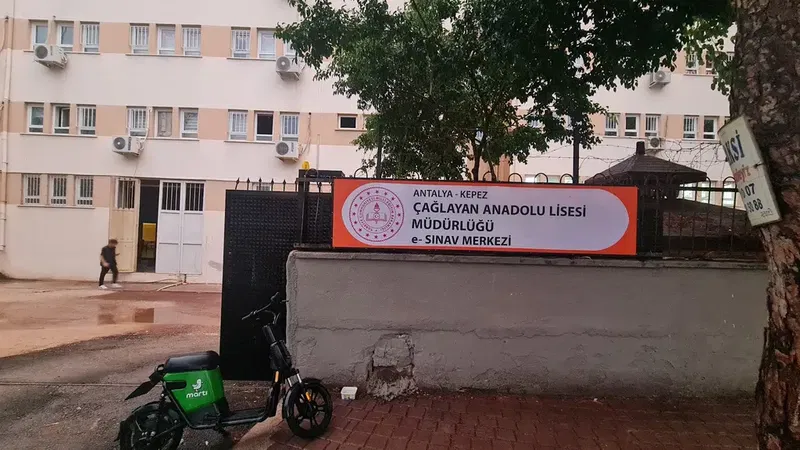 ANTALYA - KEPEZ
ÇAĞLAYAN ANADOLU LİSESİ
MÜDÜRLÜĞÜ
e- SINAV MERKEZİ
martı